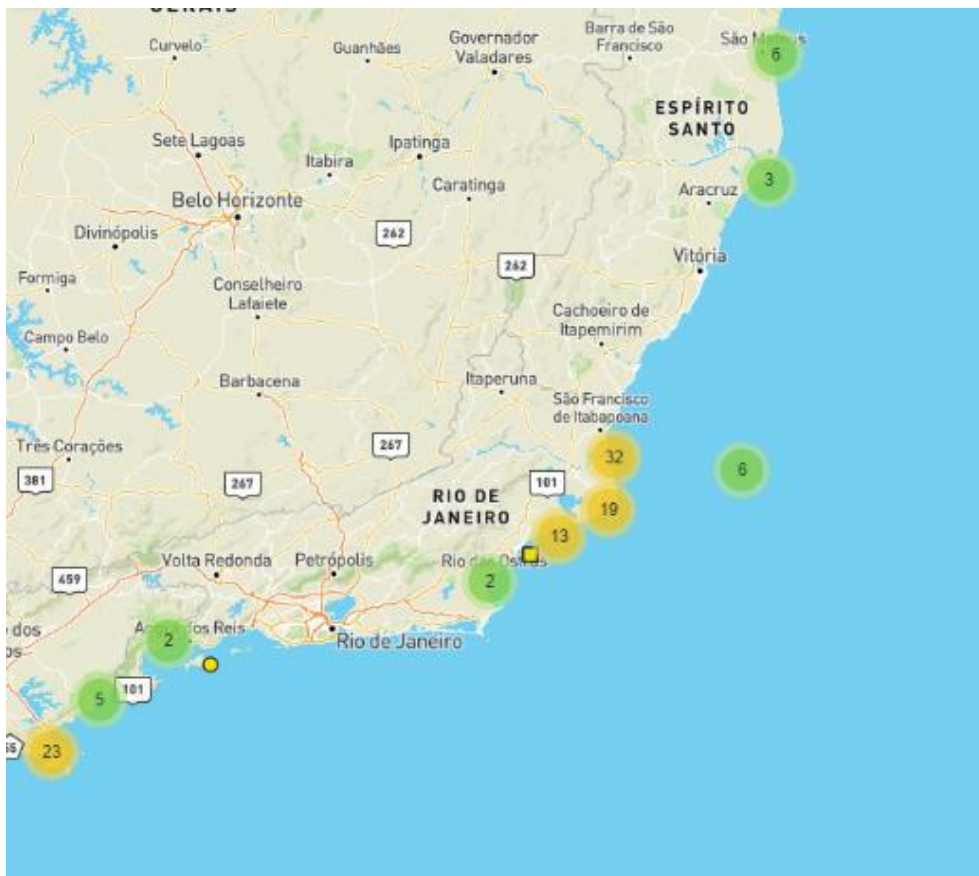 GERAIS
Curvelo
Guanhães
Governador
Valadares
Barra de São
Francisco
São Mateus
6
ESPÍRITO
SANTO
Sete Lagoas
Itabira
Ipatinga
Caratinga
Aracruz
3
Belo Horizonte
Divinópolis
262
262
Vitória
Formiga
Conselheiro
Lafaiete
Cachoeiro de
Itapemirim
Campo Belo
Barbacena
Itaperuna
São Francisco
de Itabapoana
Três Corações
381
267
267
32
6
101
RIO DE
JANEIRO
19
13
459
Volta Redonda
Petrópolis
Rio das Ostras
2
dos
2
Angra dos Reis
Rio de Janeiro
5
101
23